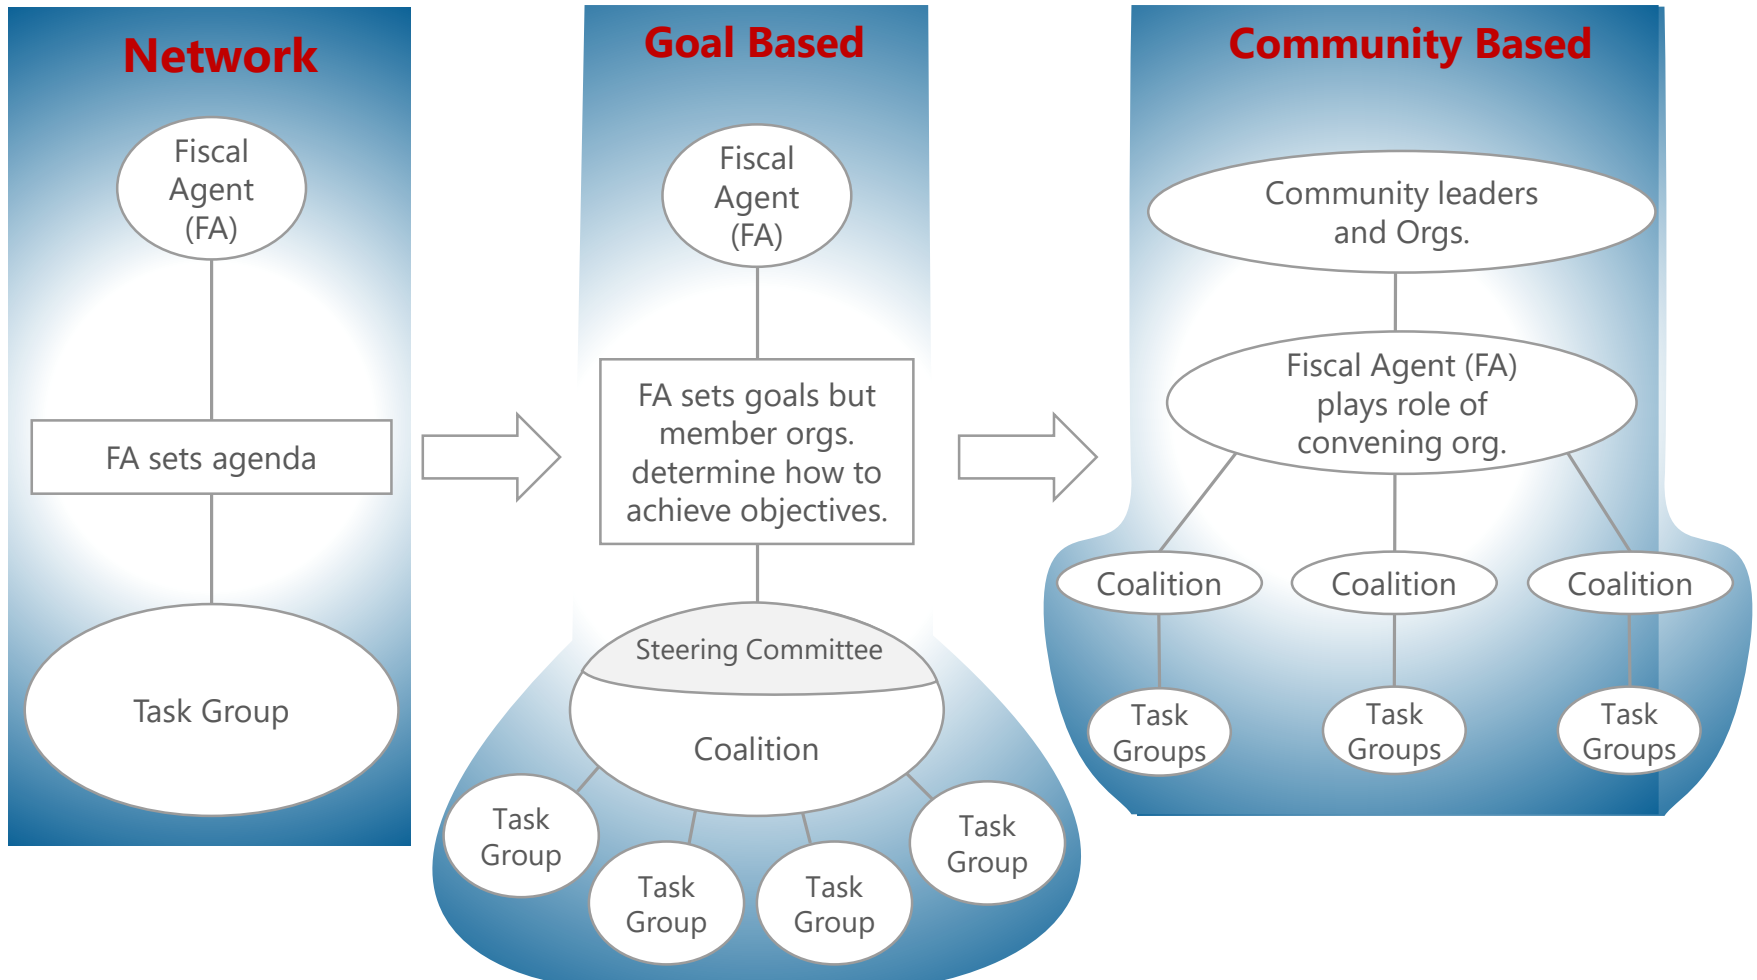 Network
Fiscal
Agent
(FA)
FA sets agenda
Task Group
Goal Based
Fiscal
Agent
(FA)
FA sets goals but
member orgs.
determine how to
achieve objectives.
Steering Committee
Coalition
Task
Group
Task
Group
Task
Group
Task
Group
Community Based
Community leaders
and Orgs.
Fiscal Agent (FA)
plays role of
convening org.
Coalition
Coalition
Coalition
Task
Groups
Task
Groups
Task
Groups